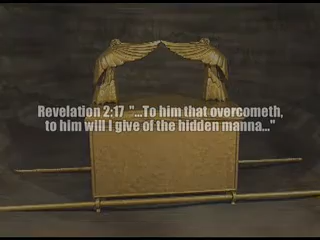 Revelation 2:17 "...To him that overcometh,
to him will I give of the hidden manna..."